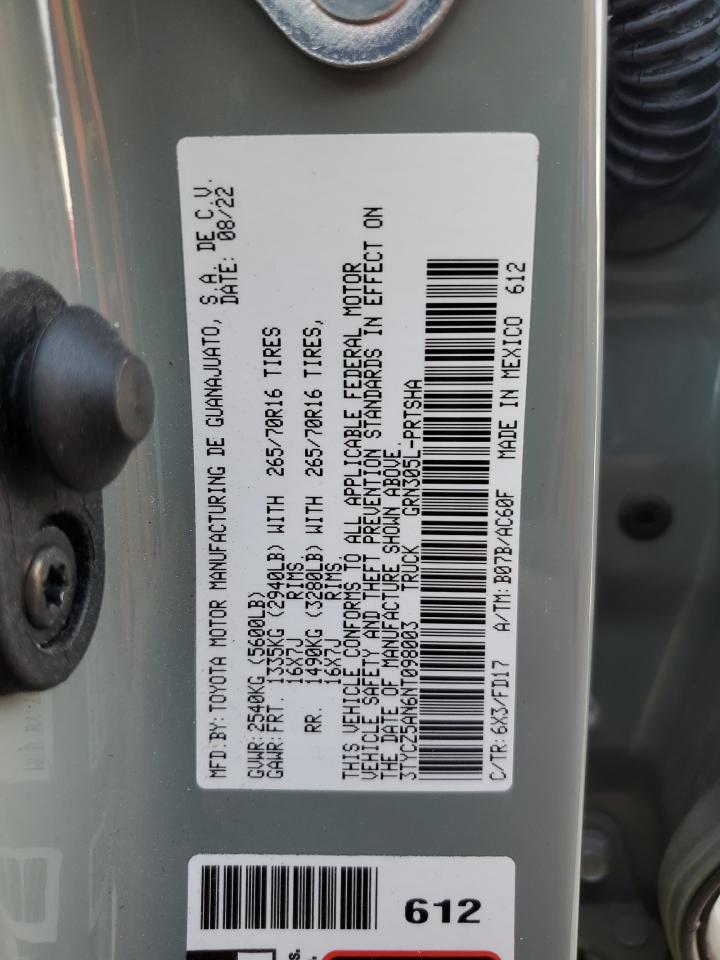 MFD.BY: TOYOTA MOTOR MANUFACTURING DE GUANAJUATO, S.A. DE C.V.
DATE: 08/22
GVWR: 2540KG (5600LB)
GAWR: FRT. 1335KG (2940LB) WITH 265/70R16 TIRES
16X7J RIMS
RR. 1490KG (3280LB) WITH 265/70R16 TIRES,
16X7J RIMS
THIS VEHICLE CONFORMS TO ALL APPLICABLE FEDERAL MOTOR
VEHICLE SAFETY AND THEFT PREVENTION STANDARDS IN EFFECT ON
THE DATE OF MANUFACTURE SHOWN ABOVE.
3TYCZ5AN6NT098003 TRUCK GRN305L-PRTSHA
C/TR: 6X3/FD17 A/TM: B07B/AC60F MADE IN MEXICO 612
612